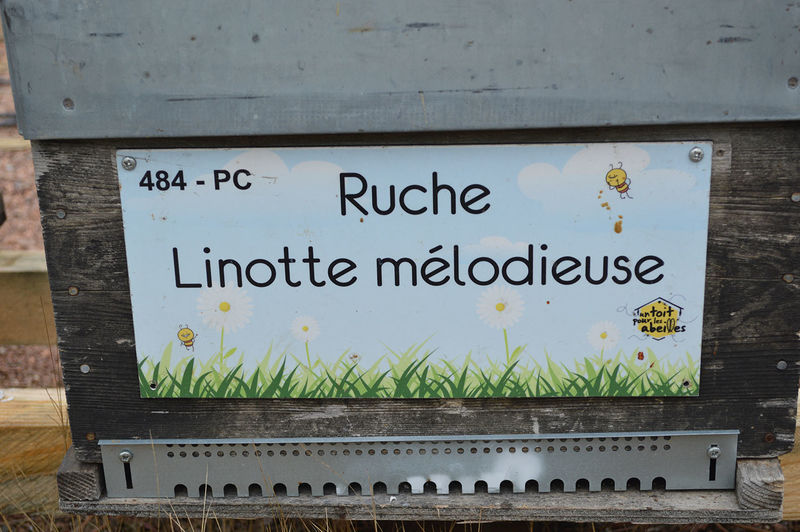 484 - PC
Ruche
Linotte mélodieuse
un toit
pour les
abeilles